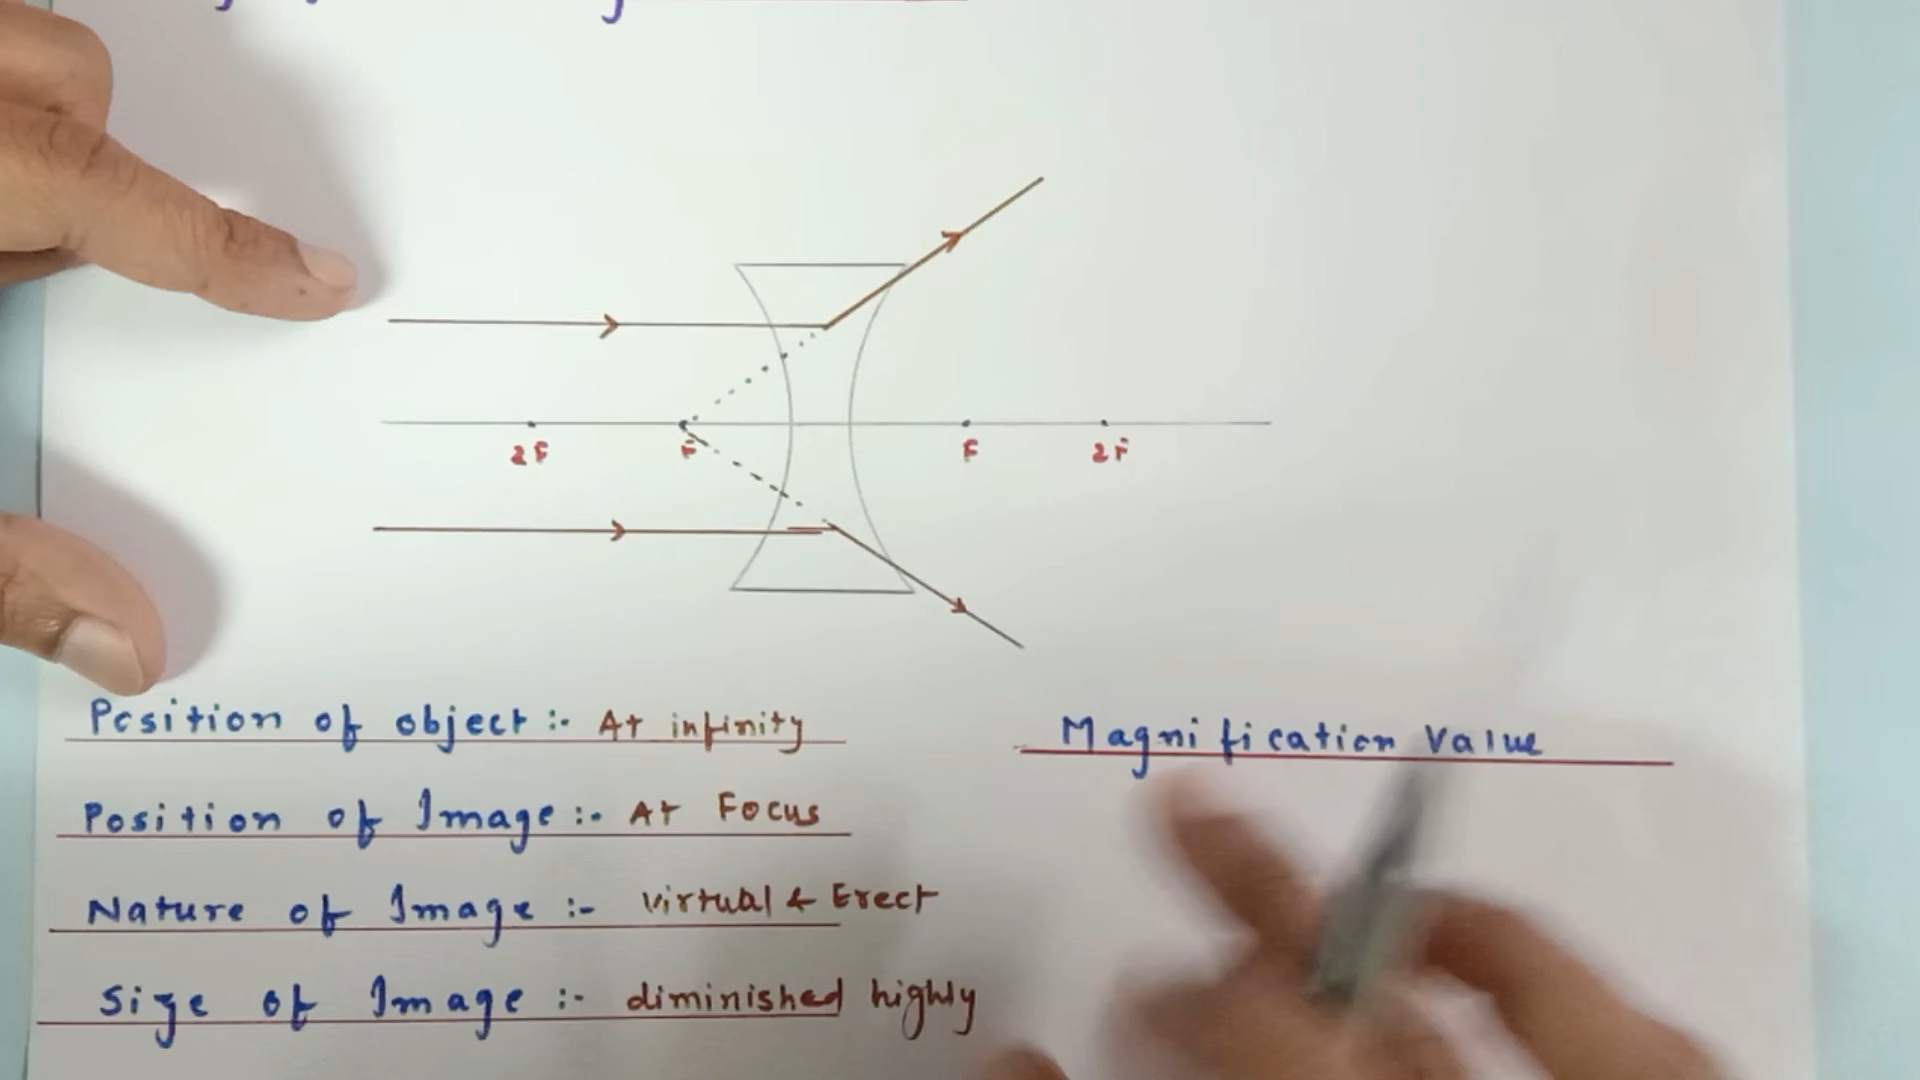 2F F F 2F
Position of object :- At infinity
Magnification Value
Position of Image :- At Focus
Nature of Image :- Virtual & Erect
Size of Image :- diminished highly